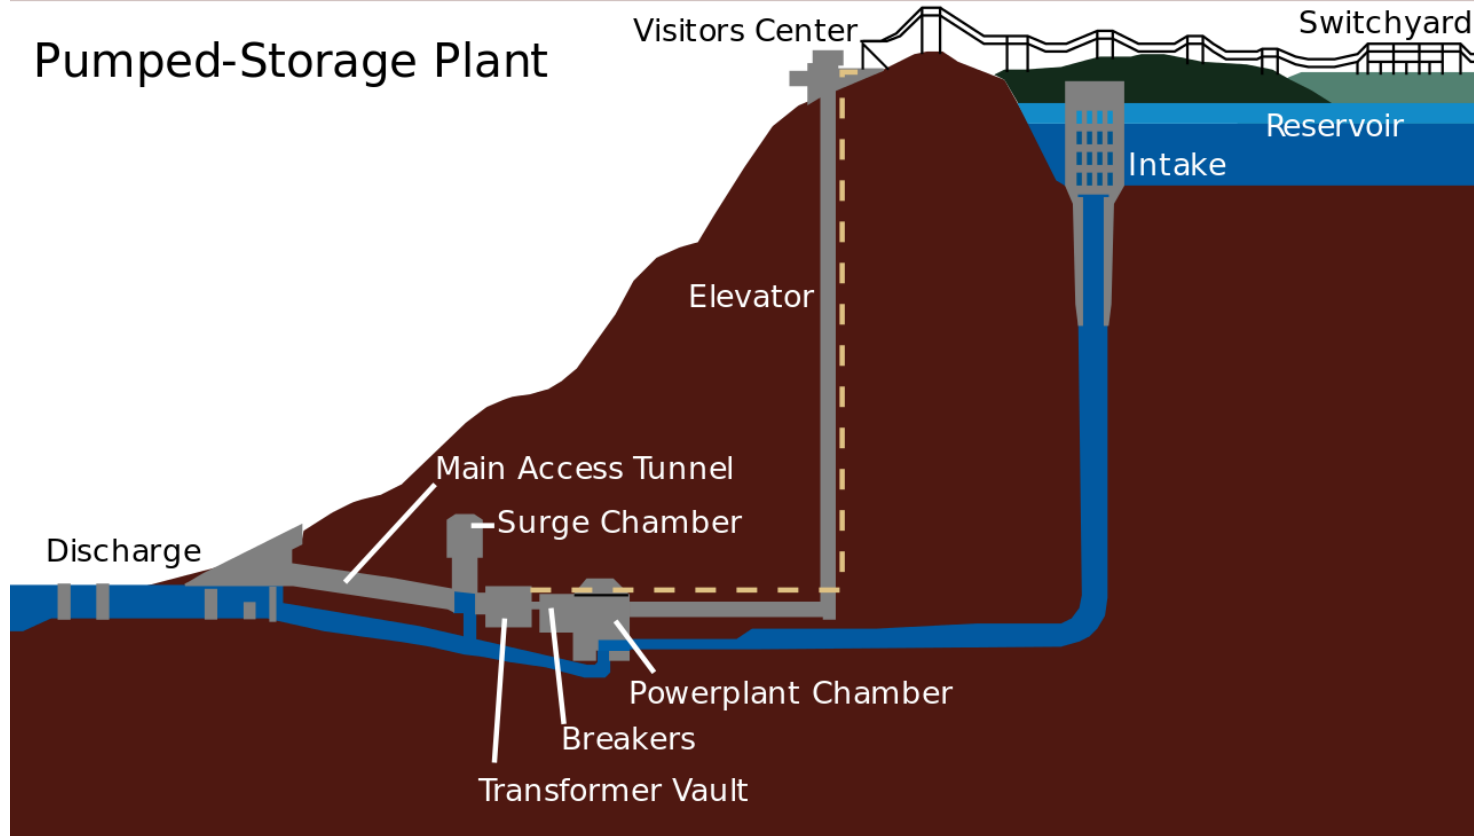 Visitors Center
Switchyard
Pumped-Storage Plant
Reservoir
Intake
Elevator
Main Access Tunnel
Surge Chamber
Discharge
Powerplant Chamber
Breakers
Transformer Vault